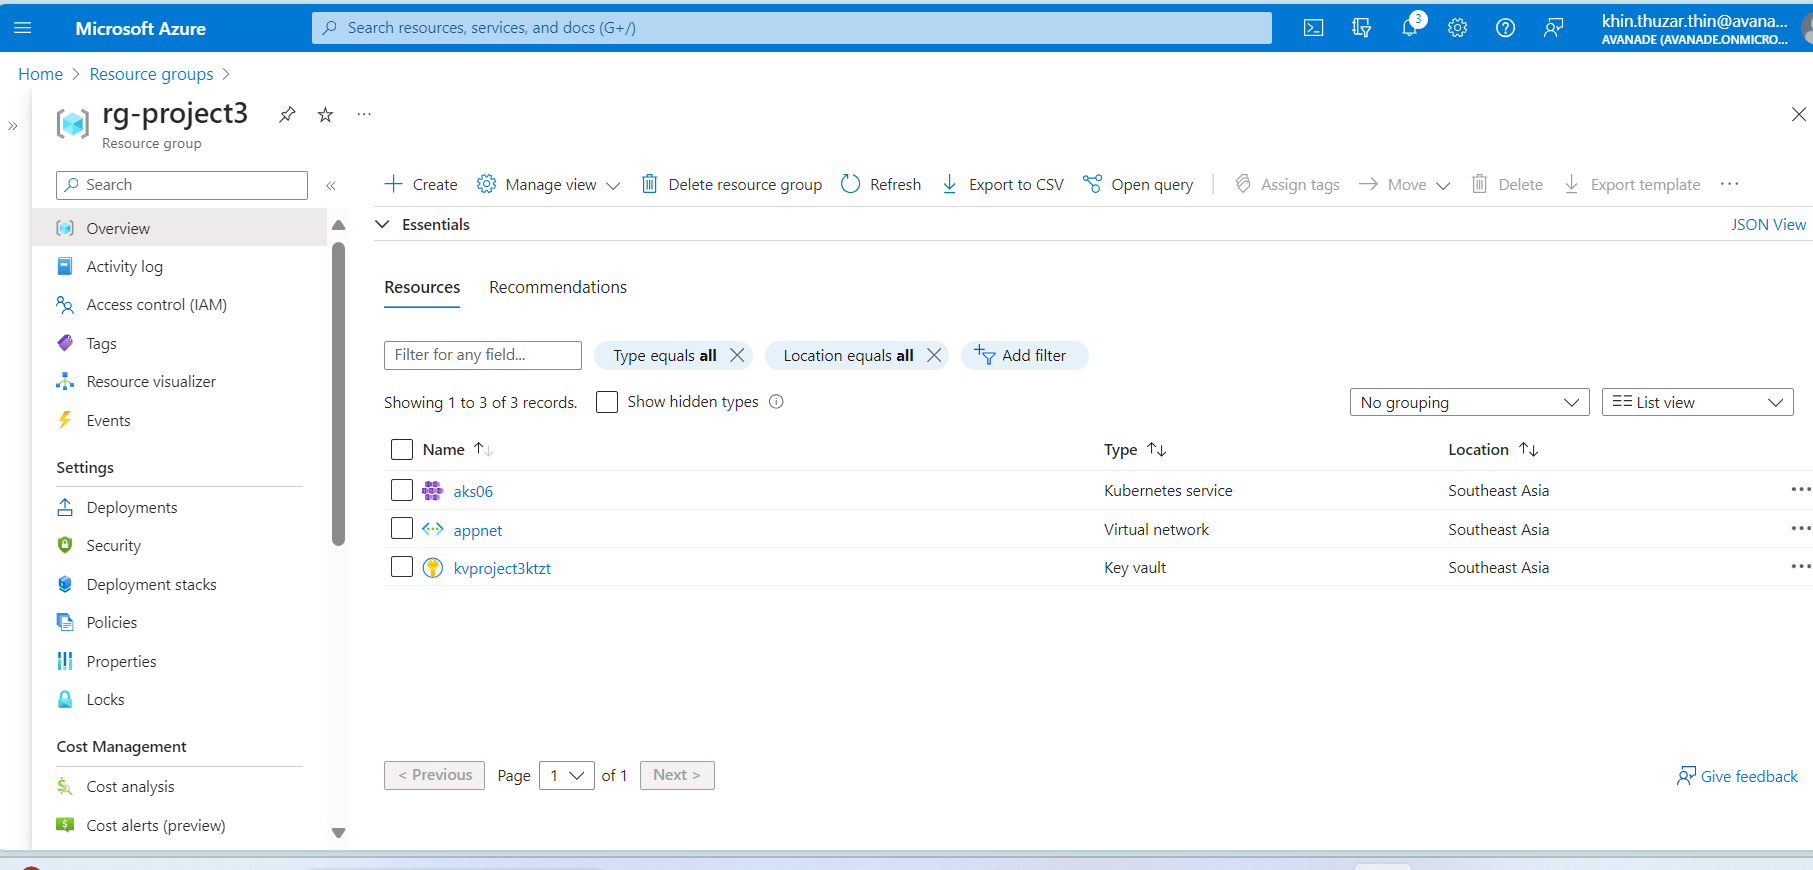 Microsoft Azure
Search resources, services, and docs (G+/)
3
khin.thuzar.thin@avana...
AVANADE (AVANADE.ONMICRO...
Home > Resource groups >
rg-project3
Resource group
Search
Create
Manage view
Delete resource group
Refresh
Export to CSV
Open query
Assign tags
Move
Delete
Export template
Overview
Activity log
Access control (IAM)
Tags
Resource visualizer
Events
Settings
Deployments
Security
Deployment stacks
Policies
Properties
Locks
Cost Management
Cost analysis
Cost alerts (preview)
Essentials
JSON View
Resources
Recommendations
Filter for any field...
Type equals all
Location equals all
Add filter
Showing 1 to 3 of 3 records.
Show hidden types
No grouping
List view
Name
Type
Location
aks06
Kubernetes service
Southeast Asia
appnet
Virtual network
Southeast Asia
kvproject3ktzt
Key vault
Southeast Asia
< Previous
Page
1
of 1
Next >
Give feedback